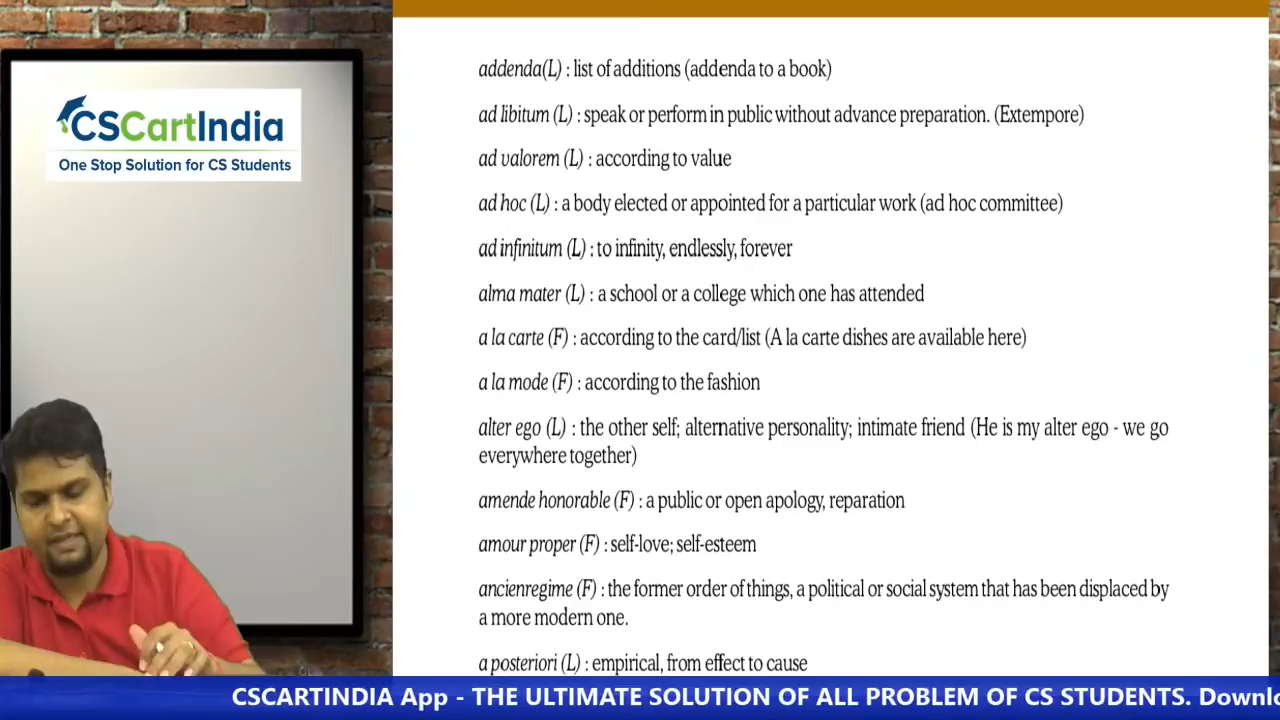 CSCartIndia
One Stop Solution for CS Students
addenda(L) : list of additions (addenda to a book)
ad libitum (L) : speak or perform in public without advance preparation. (Extempore)
ad valorem (L) : according to value
ad hoc (L) : a body elected or appointed for a particular work (ad hoc committee)
ad infinitum (L) : to infinity, endlessly, forever
alma mater (L) : a school or a college which one has attended
a la carte (F) : according to the card/list (A la carte dishes are available here)
a la mode (F) : according to the fashion
alter ego (L) : the other self; alternative personality; intimate friend (He is my alter ego - we go
everywhere together)
amende honorable (F) : a public or open apology, reparation
amour proper (F) : self-love; self-esteem
ancienregime (F) : the former order of things, a political or social system that has been displaced by
a more modern one.
a posteriori (L) : empirical, from effect to cause
CSCARTINDIA App - THE ULTIMATE SOLUTION OF ALL PROBLEM OF CS STUDENTS. Downlo